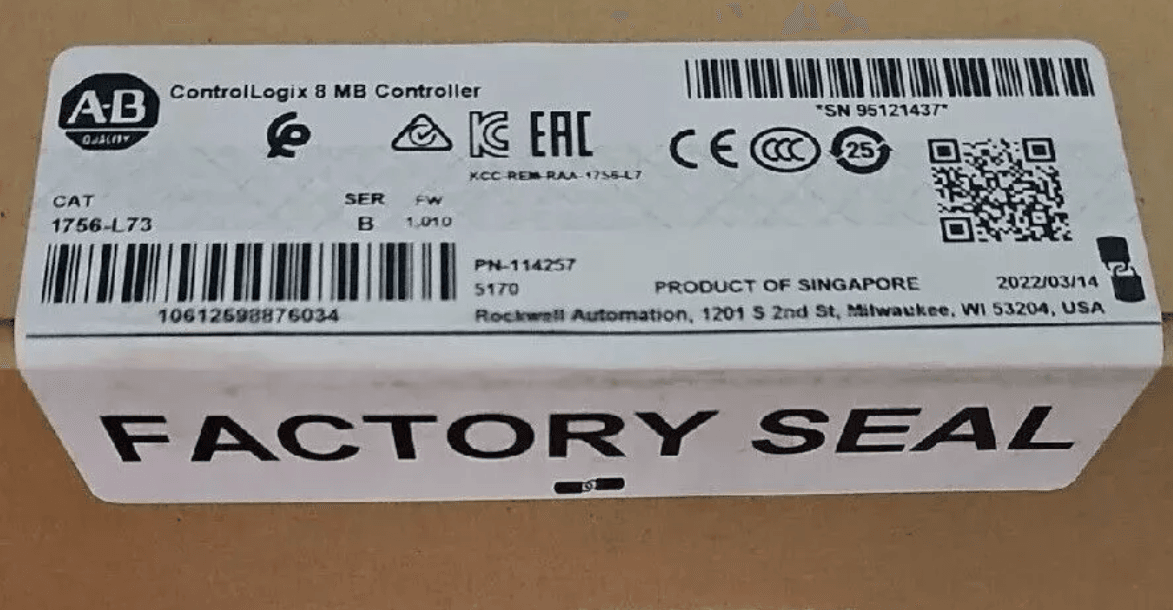 A-B
QUALITY
ControlLogix 8 MB Controller
*SN 95121437*
EAC
KCC-REM-RAA-1756-L7
CE
CCC
25
CAT
1756-L73
SER
B
FW
1.010
PN-114257
5170
PRODUCT OF SINGAPORE
2022/03/14
10612598876034
Rockwell Automation, 1201 S 2nd St, Milwaukee, WI 53204, USA
FACTORY SEAL